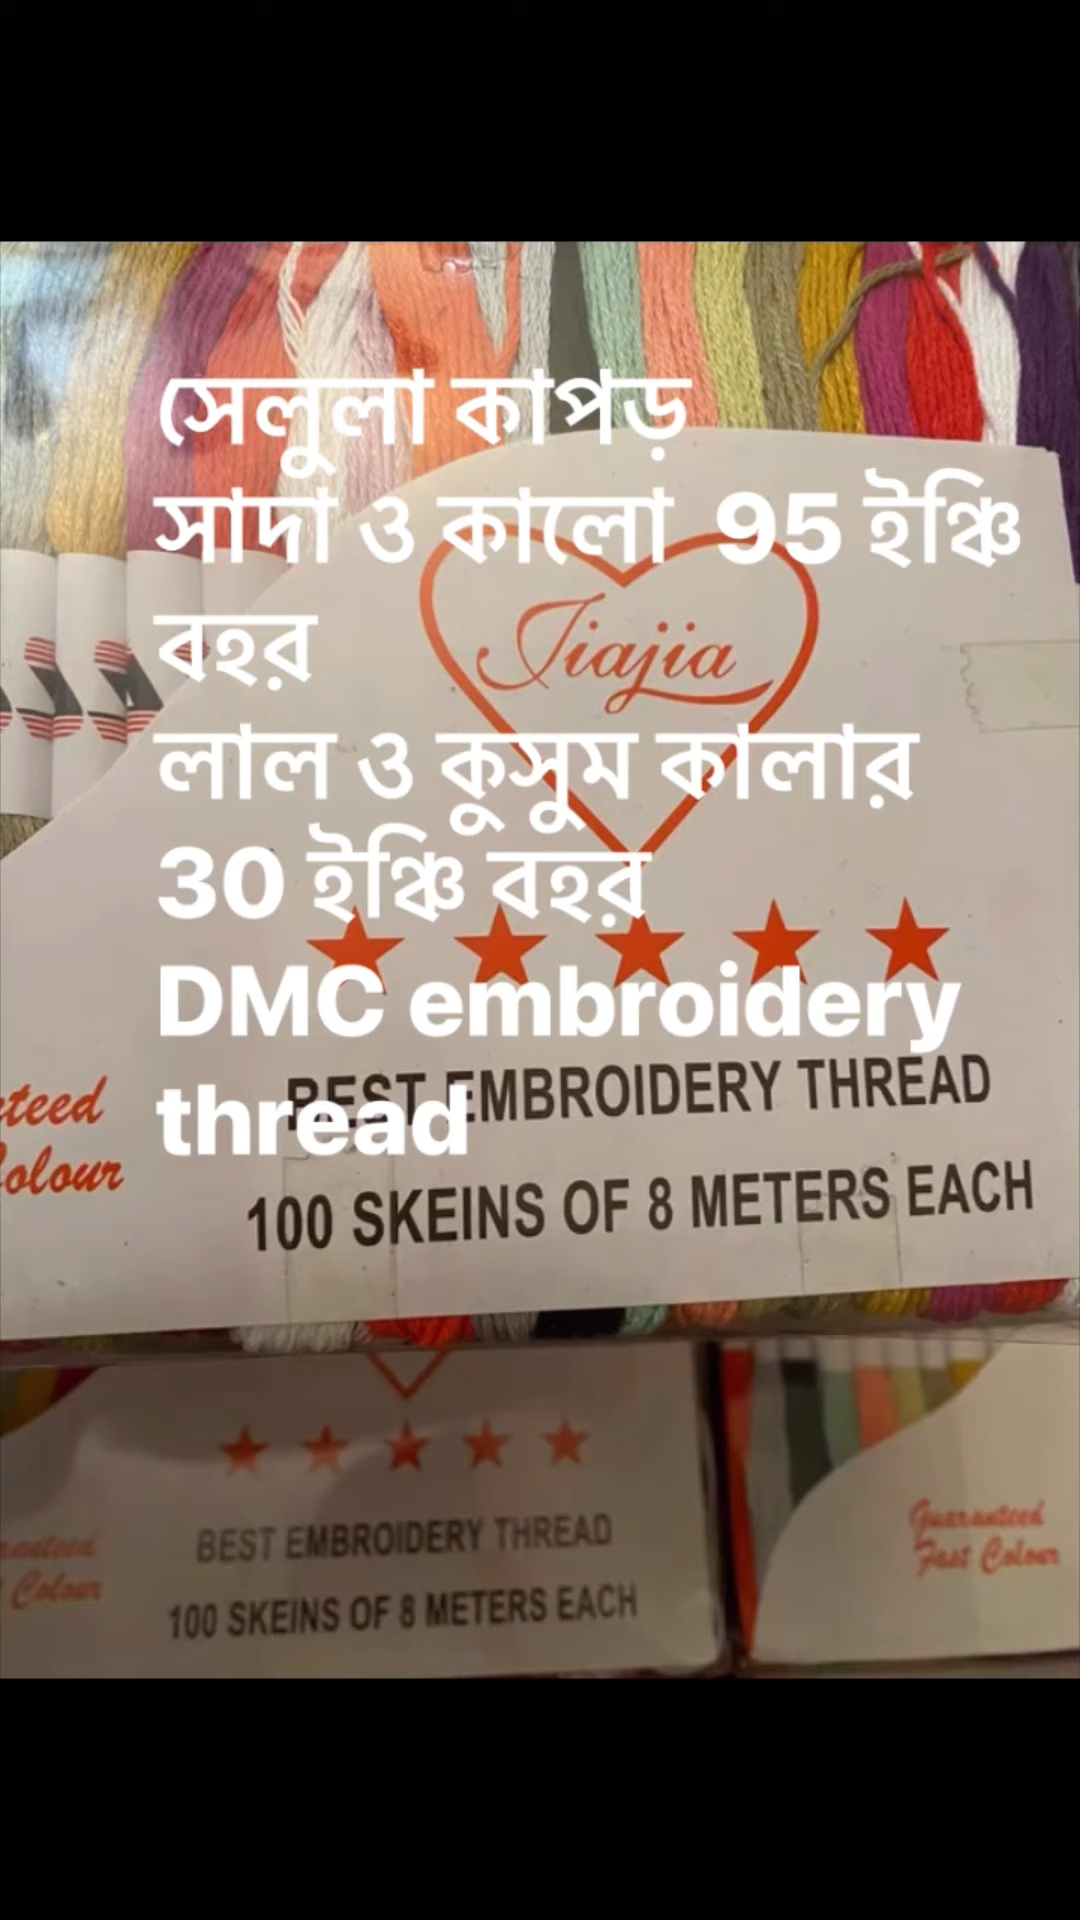 সেলুলা কাপড়
সাদা ও কালো 95 ইঞ্চি
বহর
লাল ও কুসুম কালার
30 ইঞ্চি বহর
DMC embroidery
thread
Jiajia
BEST EMBROIDERY THREAD
100 SKEINS OF 8 METERS EACH
BEST EMBROIDERY THREAD
100 SKEINS OF 8 METERS EACH
Colour
Guaranteed
Fast Colour